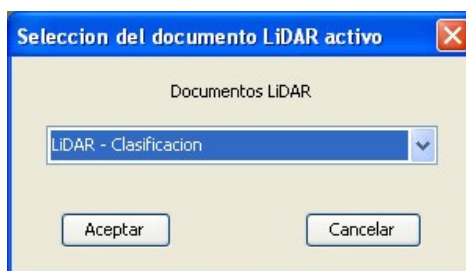 Seleccion del documento LiDAR activo
Documentos LiDAR
LiDAR - Clasificacion
Aceptar
Cancelar